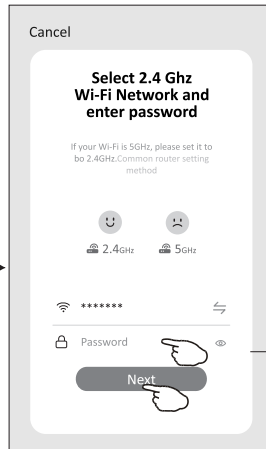 Cancel
Select 2.4 Ghz
Wi-Fi Network and
enter password
If your Wi-Fi is 5GHz, please set it to
bo 2.4GHz.Common router setting
method
2.4GHz 5GHz
*******
Password
Next